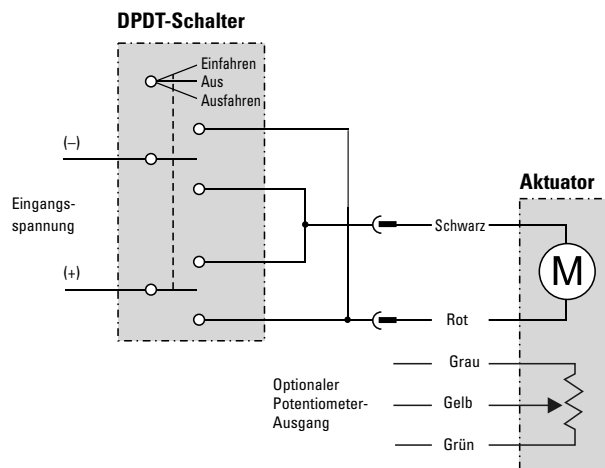 DPDT-Schalter
Einfahren
Aus
Ausfahren
(–)
Eingangs-
spannung
(+)
Aktuator
Schwarz
M
Rot
Grau
Optionaler
Potentiometer-
Ausgang
Gelb
Grün